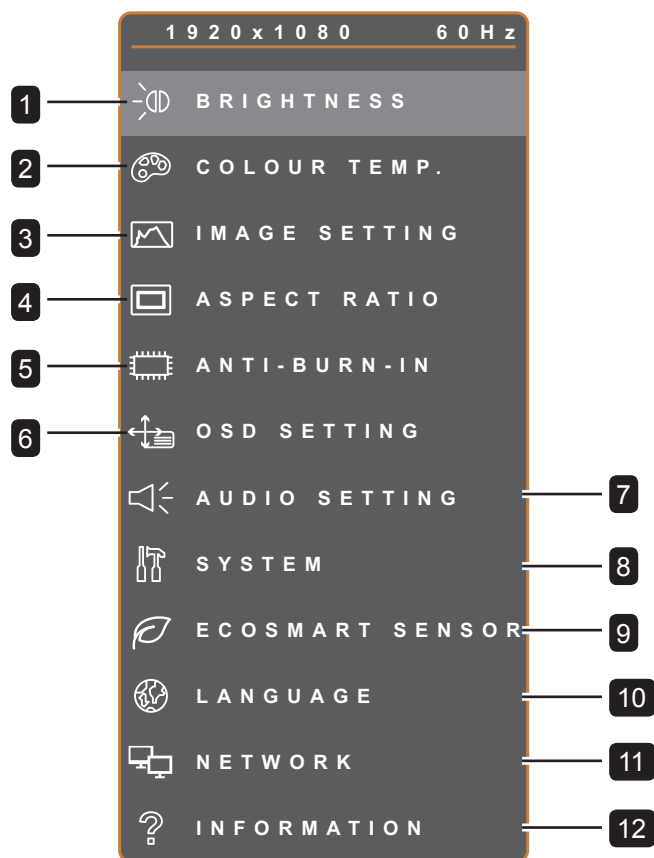 1920x1080 60Hz
1 BRIGHTNESS
2 COLOUR TEMP.
3 IMAGE SETTING
4 ASPECT RATIO
5 ANTI-BURN-IN
6 OSD SETTING
AUDIO SETTING 7
SYSTEM 8
ECOSMART SENSOR 9
LANGUAGE 10
NETWORK 11
INFORMATION 12